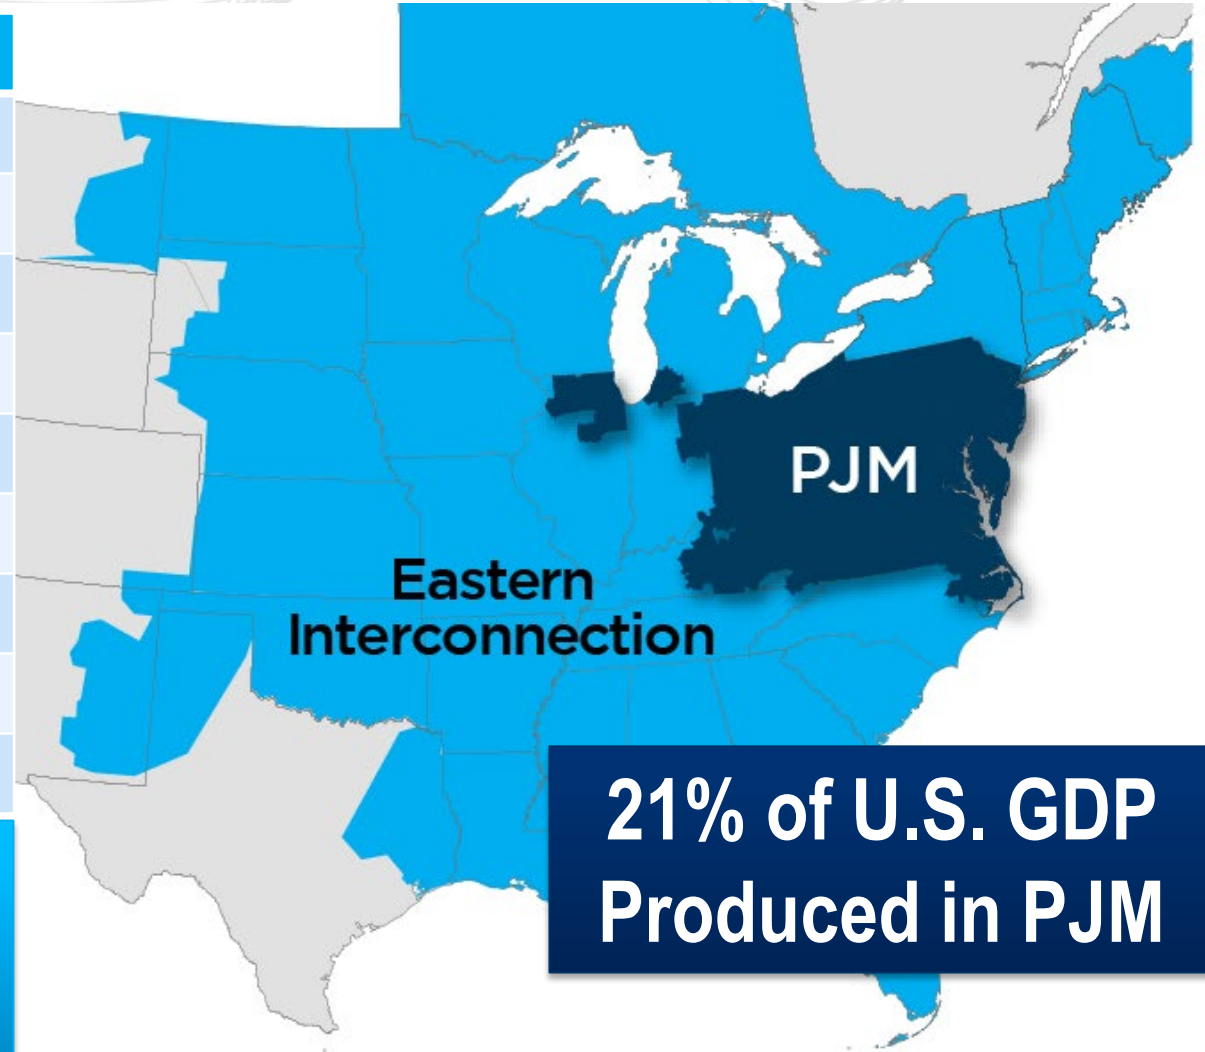 PJM
Eastern
Interconnection
21% of U.S. GDP
Produced in PJM